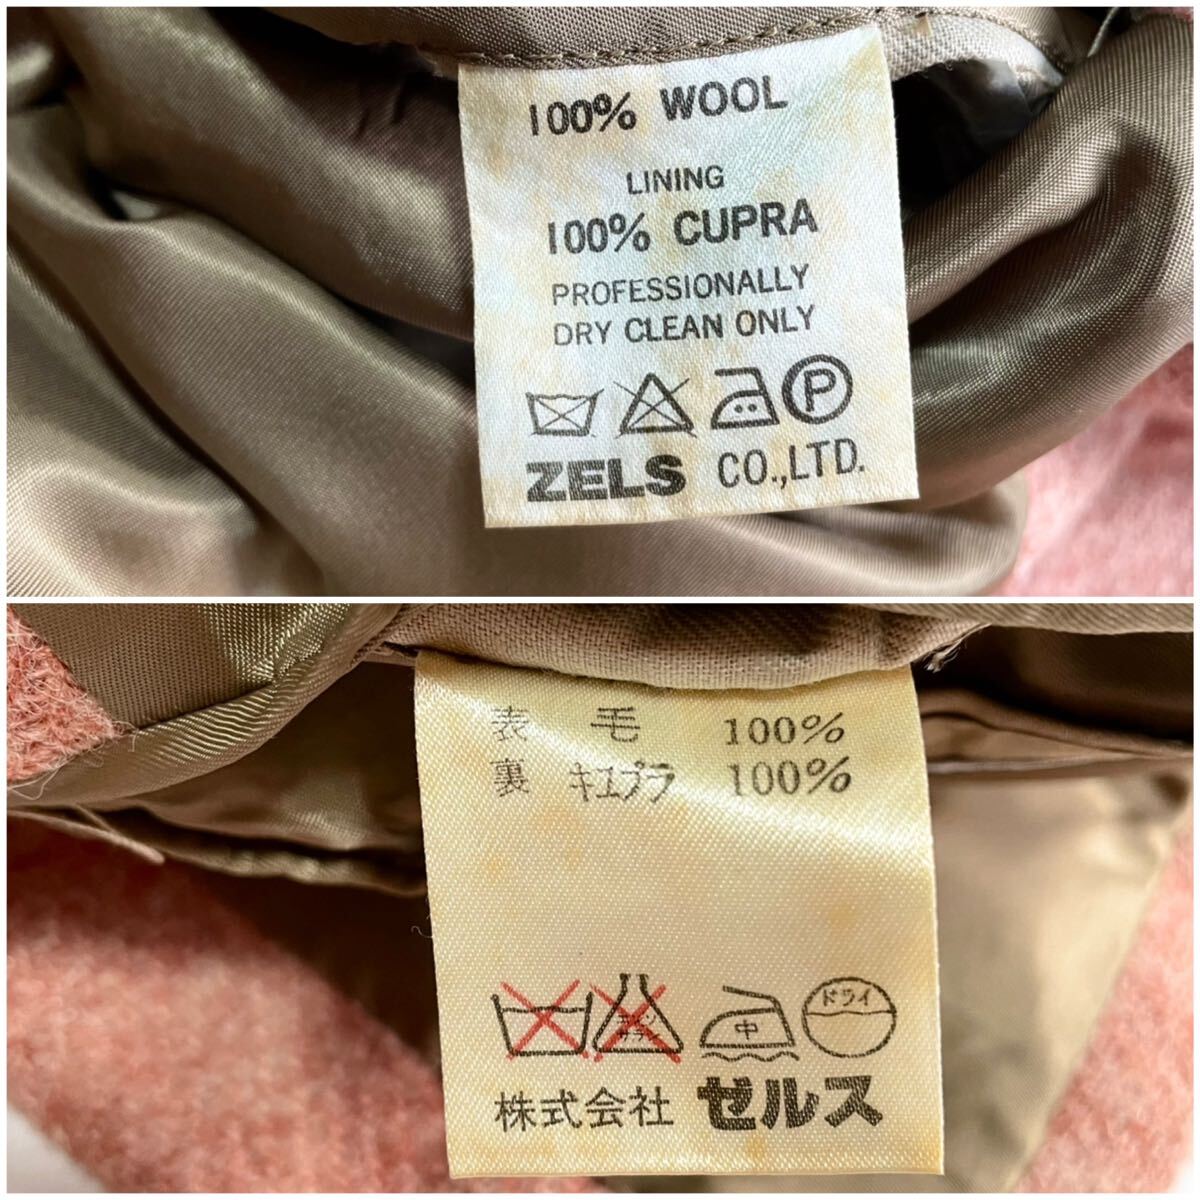 100% WOOL
LINING
100% CUPRA
PROFESSIONALLY
DRY CLEAN ONLY
P
ZELS CO.,LTD.
表 毛 100%
裏 キュプラ 100%
中 ドライ
株式会社 ゼルス